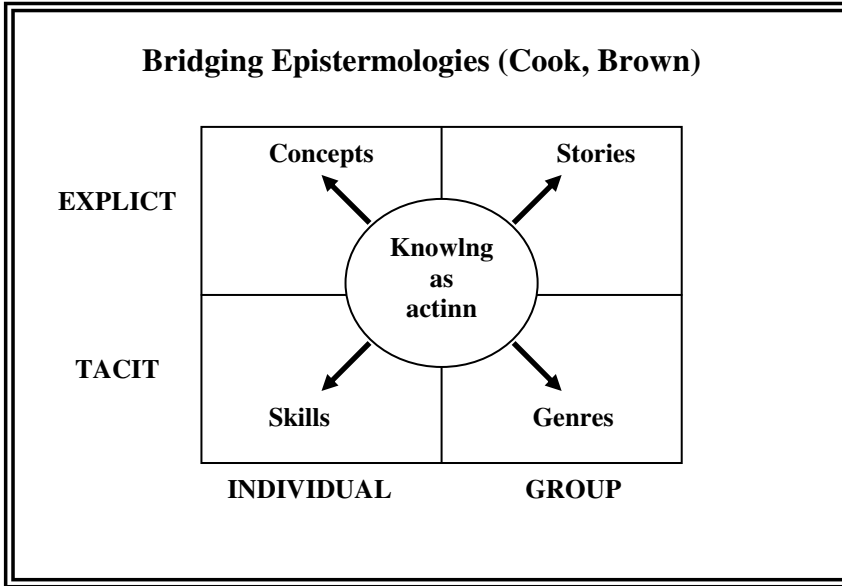 Bridging Epistermologies (Cook, Brown)
Concepts
Stories
EXPLICT
Knowlng
as
actinn
TACIT
Skills
Genres
INDIVIDUAL
GROUP